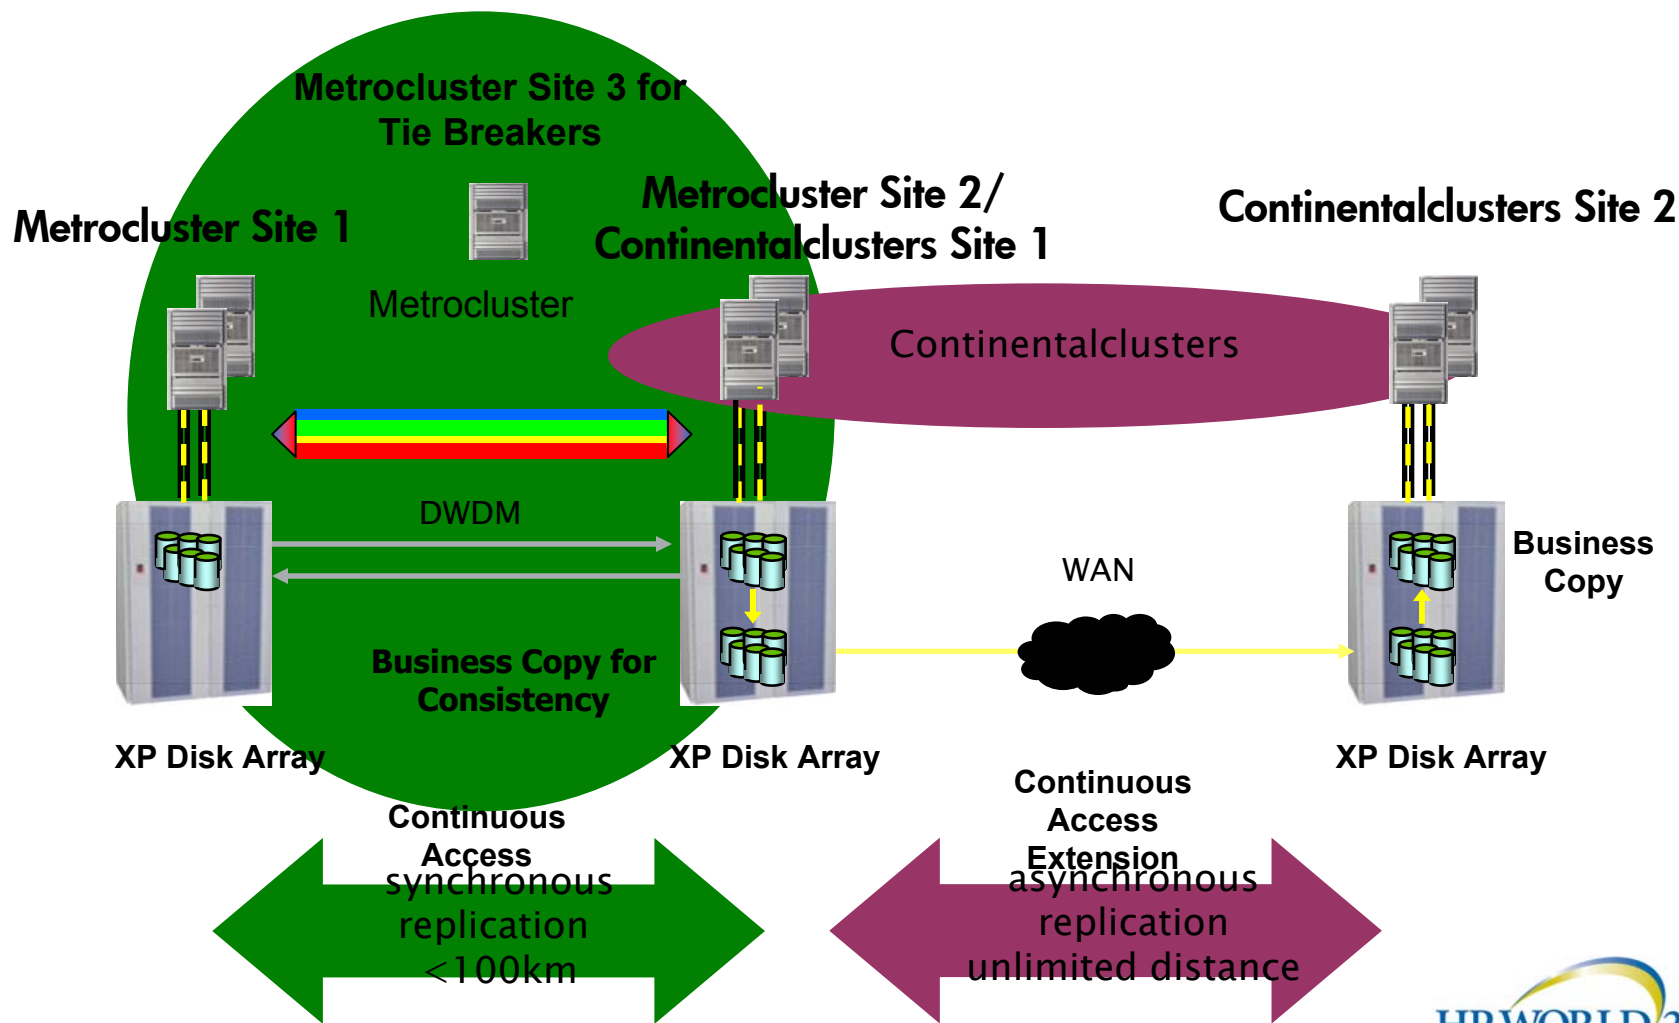 Metrocluster Site 3 for
Tie Breakers
Metrocluster Site 1
Metrocluster Site 2/
Continentalclusters Site 1
Continentalclusters Site 2
Metrocluster
Continentalclusters
DWDM
WAN
Business
Copy
Business Copy for
Consistency
XP Disk Array
XP Disk Array
XP Disk Array
Continuous
Access
synchronous
replication
<100km
Continuous
Access
Extension
asynchronous
replication
unlimited distance
HP WORLD